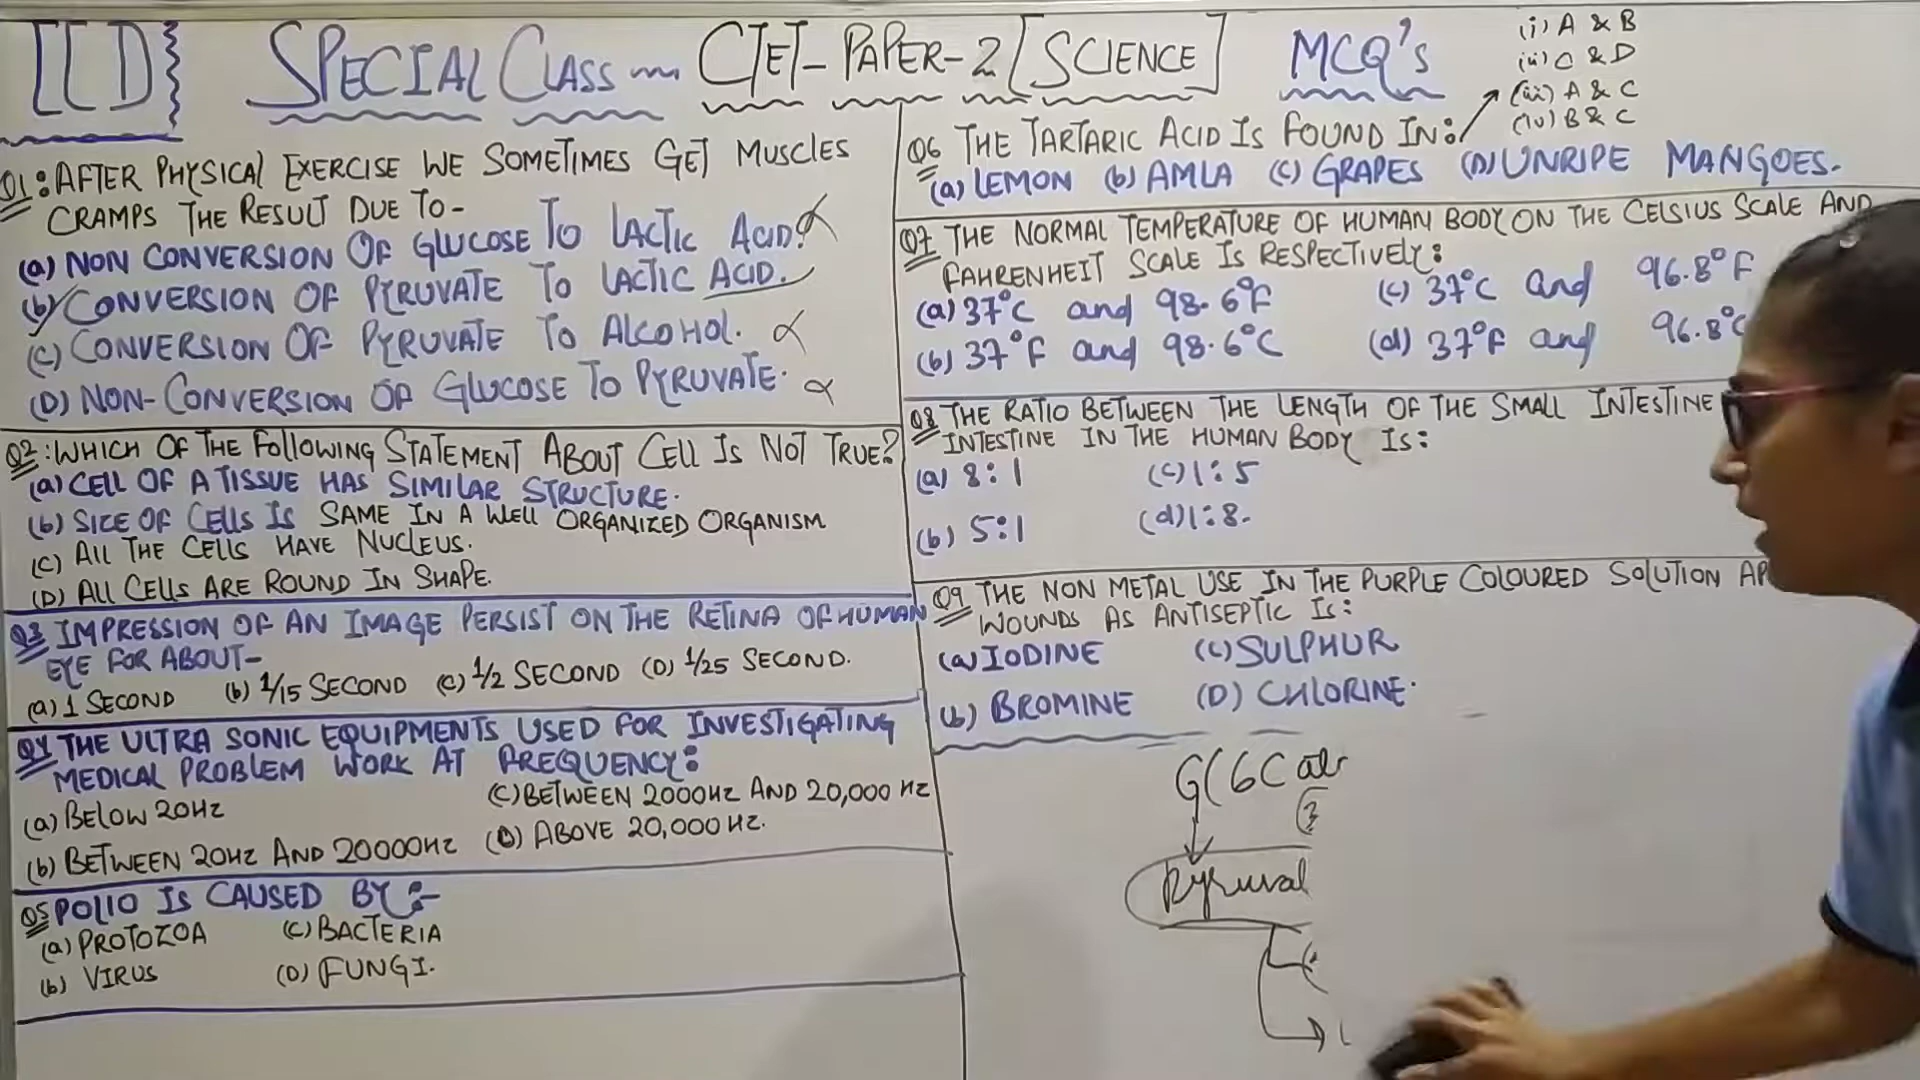 [CD] SPECIAL CLASS CTET-PAPER-2 [SCIENCE] MCQ'S
Q1: AFTER PHYSICAL EXERCISE WE SOMETIMES GET MUSCLES
CRAMPS THE RESULT DUE TO-
(a) NON CONVERSION OF GLUCOSE TO LACTIC ACID.
(b) CONVERSION OF PYRUVATE TO LACTIC ACID.
(C) CONVERSION OF PYRUVATE TO ALCOHOL.
(D) NON-CONVERSION OF GLUCOSE TO PYRUVATE.
Q2: WHICH OF THE FOLLOWING STATEMENT ABOUT CELL IS NOT TRUE?
(a) CELL OF A TISSUE HAS SIMILAR STRUCTURE.
(b) SIZE OF CELLS IS SAME IN A WELL ORGANIZED ORGANISM
(C) ALL THE CELLS HAVE NUCLEUS.
(D) ALL CELLS ARE ROUND IN SHAPE.
Q3 IMPRESSION OF AN IMAGE PERSIST ON THE RETINA OF HUMAN
EYE FOR ABOUT-
(a) 1 SECOND (b) 1/15 SECOND (C) 1/2 SECOND (D) 1/25 SECOND.
Q4 THE ULTRA SONIC EQUIPMENTS USED FOR INVESTIGATING
MEDICAL PROBLEM WORK AT FREQUENCY:
(a) BELOW 20HZ (C) BETWEEN 2000HZ AND 20,000 HZ
(b) BETWEEN 20HZ AND 20000HZ (D) ABOVE 20,000 HZ.
Q5 POLIO IS CAUSED BY:-
(a) PROTOZOA (C) BACTERIA
(b) VIRUS (D) FUNGI.
(i) A & B
(ii) C & D
(iii) A & C
(iv) B & C
Q6 THE TARTARIC ACID IS FOUND IN:
(a) LEMON (b) AMLA (C) GRAPES (D) UNRIPE MANGOES.
Q7 THE NORMAL TEMPERATURE OF HUMAN BODY ON THE CELSIUS SCALE AND
FAHRENHEIT SCALE IS RESPECTIVELY:
(a) 37°C and 98.6°F (C) 37°C and 96.8°F
(b) 37°F and 98.6°C (d) 37°F and 96.8°C
Q8 THE RATIO BETWEEN THE LENGTH OF THE SMALL INTESTINE
INTESTINE IN THE HUMAN BODY IS:
(a) 8:1 (C) 1:5
(b) 5:1 (d) 1:8.
Q9 THE NON METAL USE IN THE PURPLE COLOURED SOLUTION AP
WOUNDS AS ANTISEPTIC IS:
(a) IODINE (C) SULPHUR
(b) BROMINE (D) CHLORINE.
G(6C